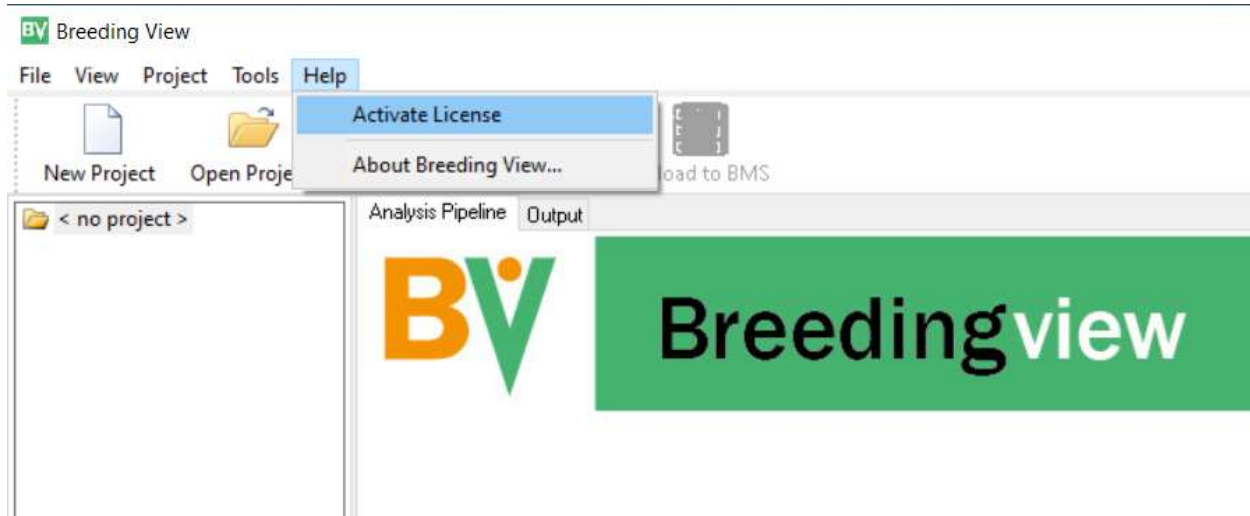 BV Breeding View
File View Project Tools Help
Activate License
About Breeding View...
New Project Open Proje
oad to BMS
< no project >
Analysis Pipeline Output
BV Breedingview